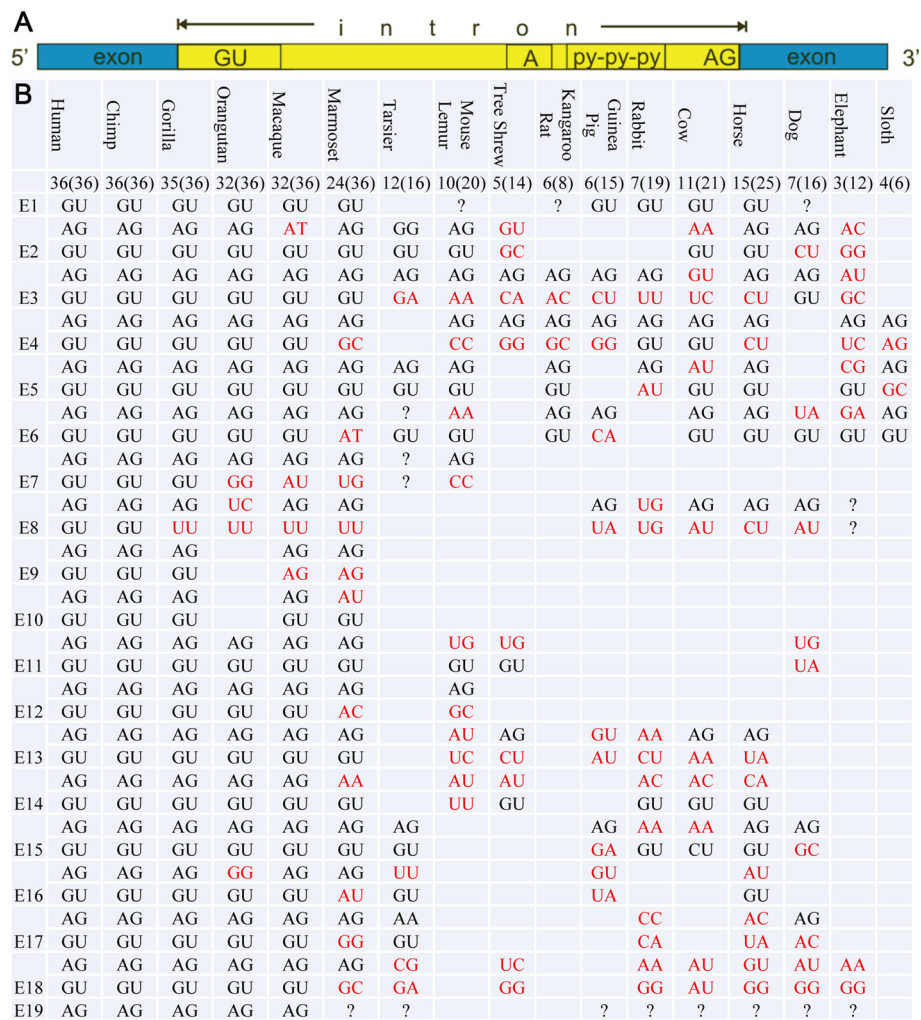 A
i n t r o n
5' exon GU A py-py-py AG exon 3'
B
Human Chimp Gorilla Orangutan Macaque Marmoset Tarsier Mouse Lemur Tree Shrew Kangaroo Rat Guinea Pig Rabbit Cow Horse Dog Elephant Sloth
36(36) 36(36) 35(36) 32(36) 32(36) 24(36) 12(16) 10(20) 5(14) 6(8) 6(15) 7(19) 11(21) 15(25) 7(16) 3(12) 4(6)
E1 GU GU GU GU GU GU ? ? GU GU GU GU ?
AG AG AG AG AT AG GG AG GU AA AG AG AC
E2 GU GU GU GU GU GU GU GC GU GU CU GG
AG AG AG AG AG AG AG AG AG AG AG AG GU AG AG AU
E3 GU GU GU GU GU GU GA AA CA AC CU UU UC CU GU GC
AG AG AG AG AG AG AG AG AG AG AG AG AG AG AG
E4 GU GU GU GU GU GC CC GG GC GG GU GU CU UC AG
AG AG AG AG AG AG AG AG AG AG AU AG CG AG
E5 GU GU GU GU GU GU GU GU GU AU GU GU GU GC
AG AG AG AG AG AG ? AA AG AG AG AG UA GA AG
E6 GU GU GU GU GU AT GU GU GU CA GU GU GU GU GU
AG AG AG AG AG AG ? AG
E7 GU GU GU GG AU UG ? CC
AG AG AG UC AG AG AG UG AG AG AG ?
E8 GU GU UU UU UU UU UA UG AU CU AU ?
AG AG AG AG AG
E9 GU GU GU AG AG
AG AG AG AG AU
E10 GU GU GU GU GU
AG AG AG AG AG AG UG UG UG
E11 GU GU GU GU GU GU GU GU UA
AG AG AG AG AG AG AG
E12 GU GU GU GU GU AC GC
AG AG AG AG AG AG AU AG GU AA AG AG
E13 GU GU GU GU GU GU UC CU AU CU AA UA
AG AG AG AG AG AA AU AU AC AC CA
E14 GU GU GU GU GU GU UU GU GU GU GU
AG AG AG AG AG AG AG AG AA AA AG AG
E15 GU GU GU GU GU GU GU GA GU CU GU GC
AG AG AG GG AG AG UU GU AU
E16 GU GU GU GU GU AU GU UA GU
AG AG AG AG AG AG AA CC AC AG
E17 GU GU GU GU GU GG GU CA UA AC
AG AG AG AG AG AG CG UC AA AU GU AU AA
E18 GU GU GU GU GU GC GA GG GG AU GG GG GG
E19 AG AG AG AG AG ? ? ? ? ? ? ? ?